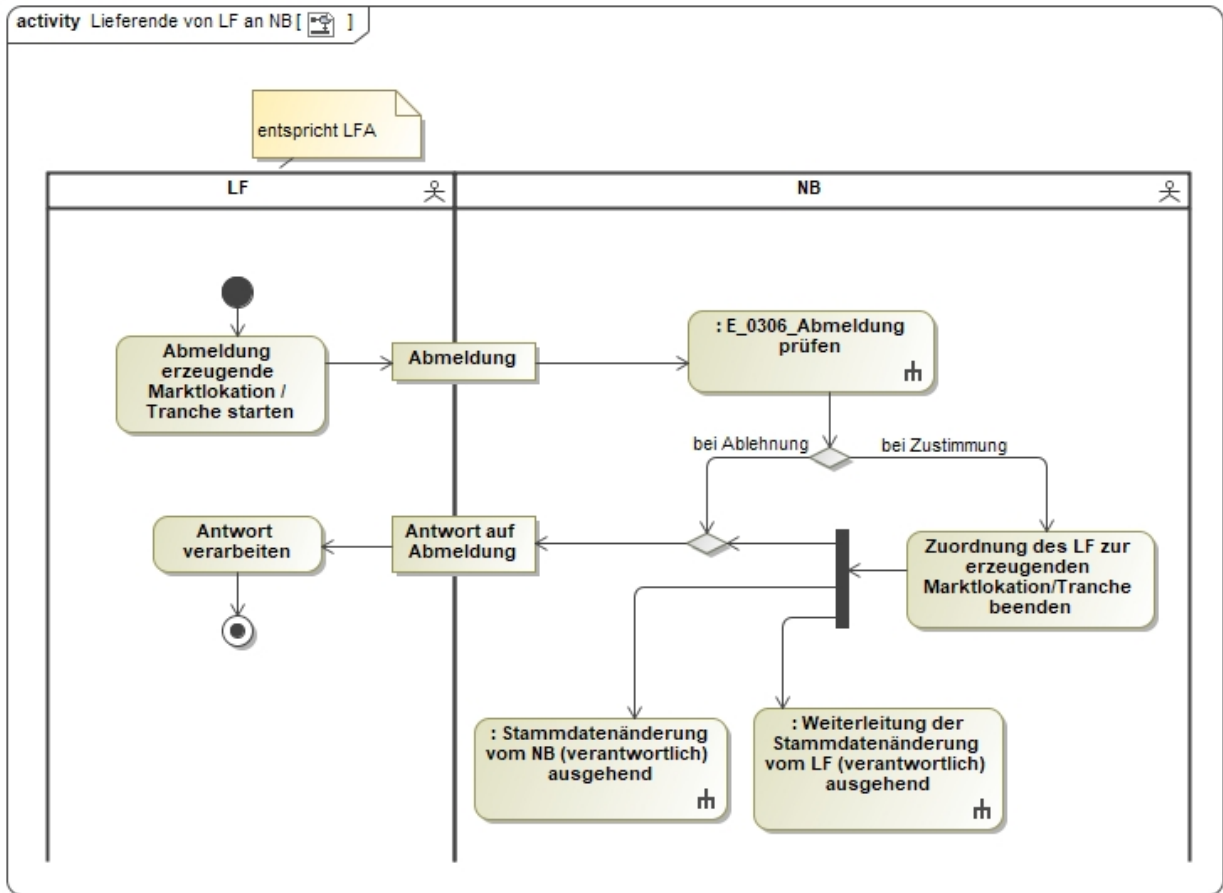 activity Lieferende von LF an NB [ ]
entspricht LFA
LF
NB
Abmeldung
erzeugende
Marktlokation /
Tranche starten
Abmeldung
: E_0306_Abmeldung
prüfen
bei Ablehnung
bei Zustimmung
Antwort
verarbeiten
Antwort auf
Abmeldung
Zuordnung des LF zur
erzeugenden
Marktlokation/Tranche
beenden
: Stammdatenänderung
vom NB (verantwortlich)
ausgehend
: Weiterleitung der
Stammdatenänderung
vom LF (verantwortlich)
ausgehend